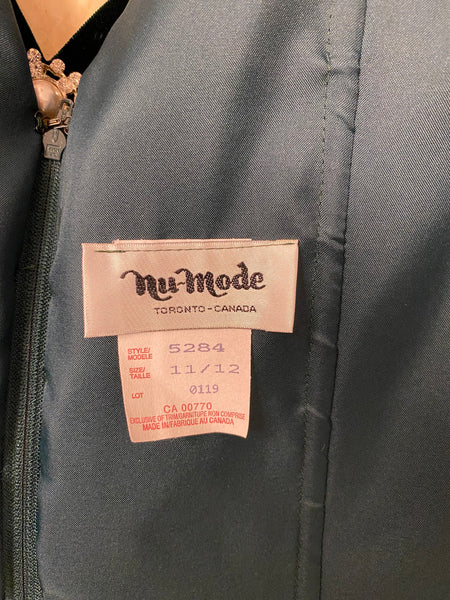 nu-mode
TORONTO - CANADA
STYLE/ MODELE 5284
SIZE/ TAILLE 11/12
LOT 0119
CA 00770
EXCLUSIVE OF TRIM/GARNITURE NON COMPRISE
MADE IN/FABRIQUE AU CANADA